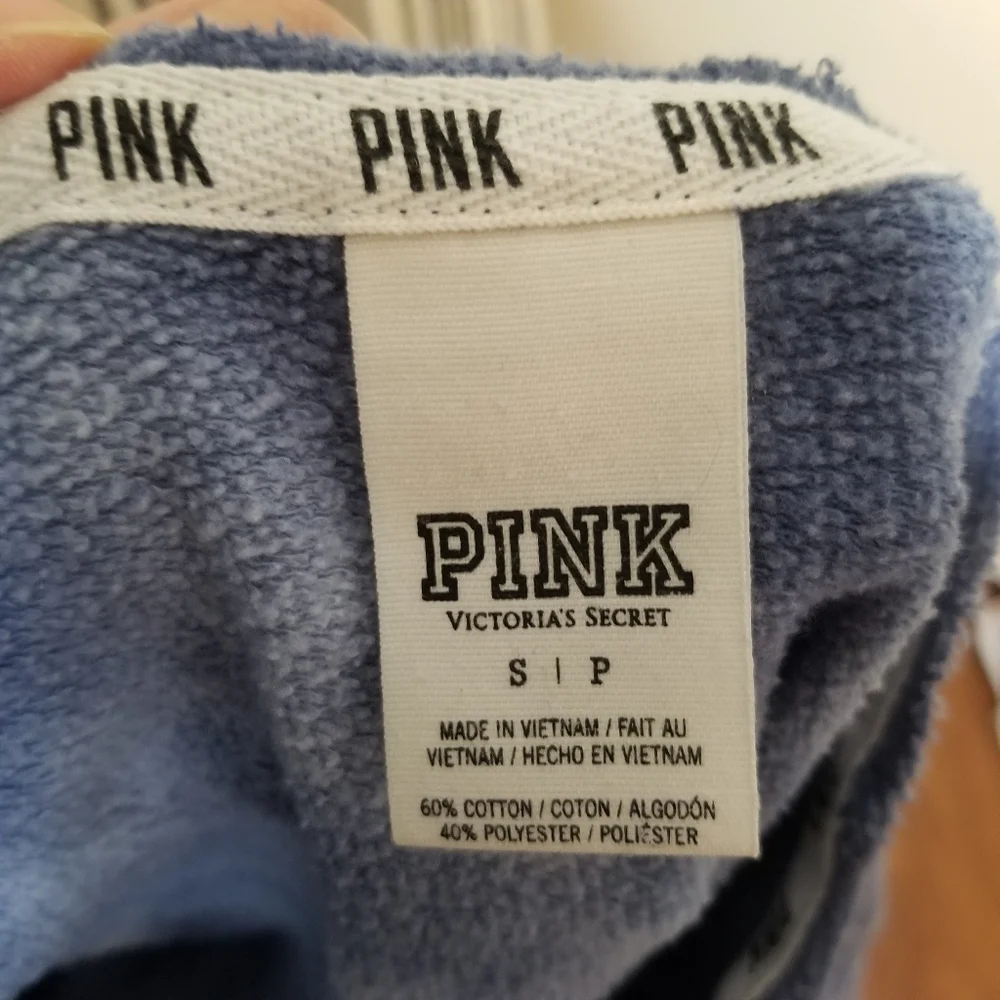 PINK PINK PINK
PINK
VICTORIA'S SECRET
S | P
MADE IN VIETNAM / FAIT AU
VIETNAM / HECHO EN VIETNAM
60% COTTON / COTON / ALGODÓN
40% POLYESTER / POLIÉSTER